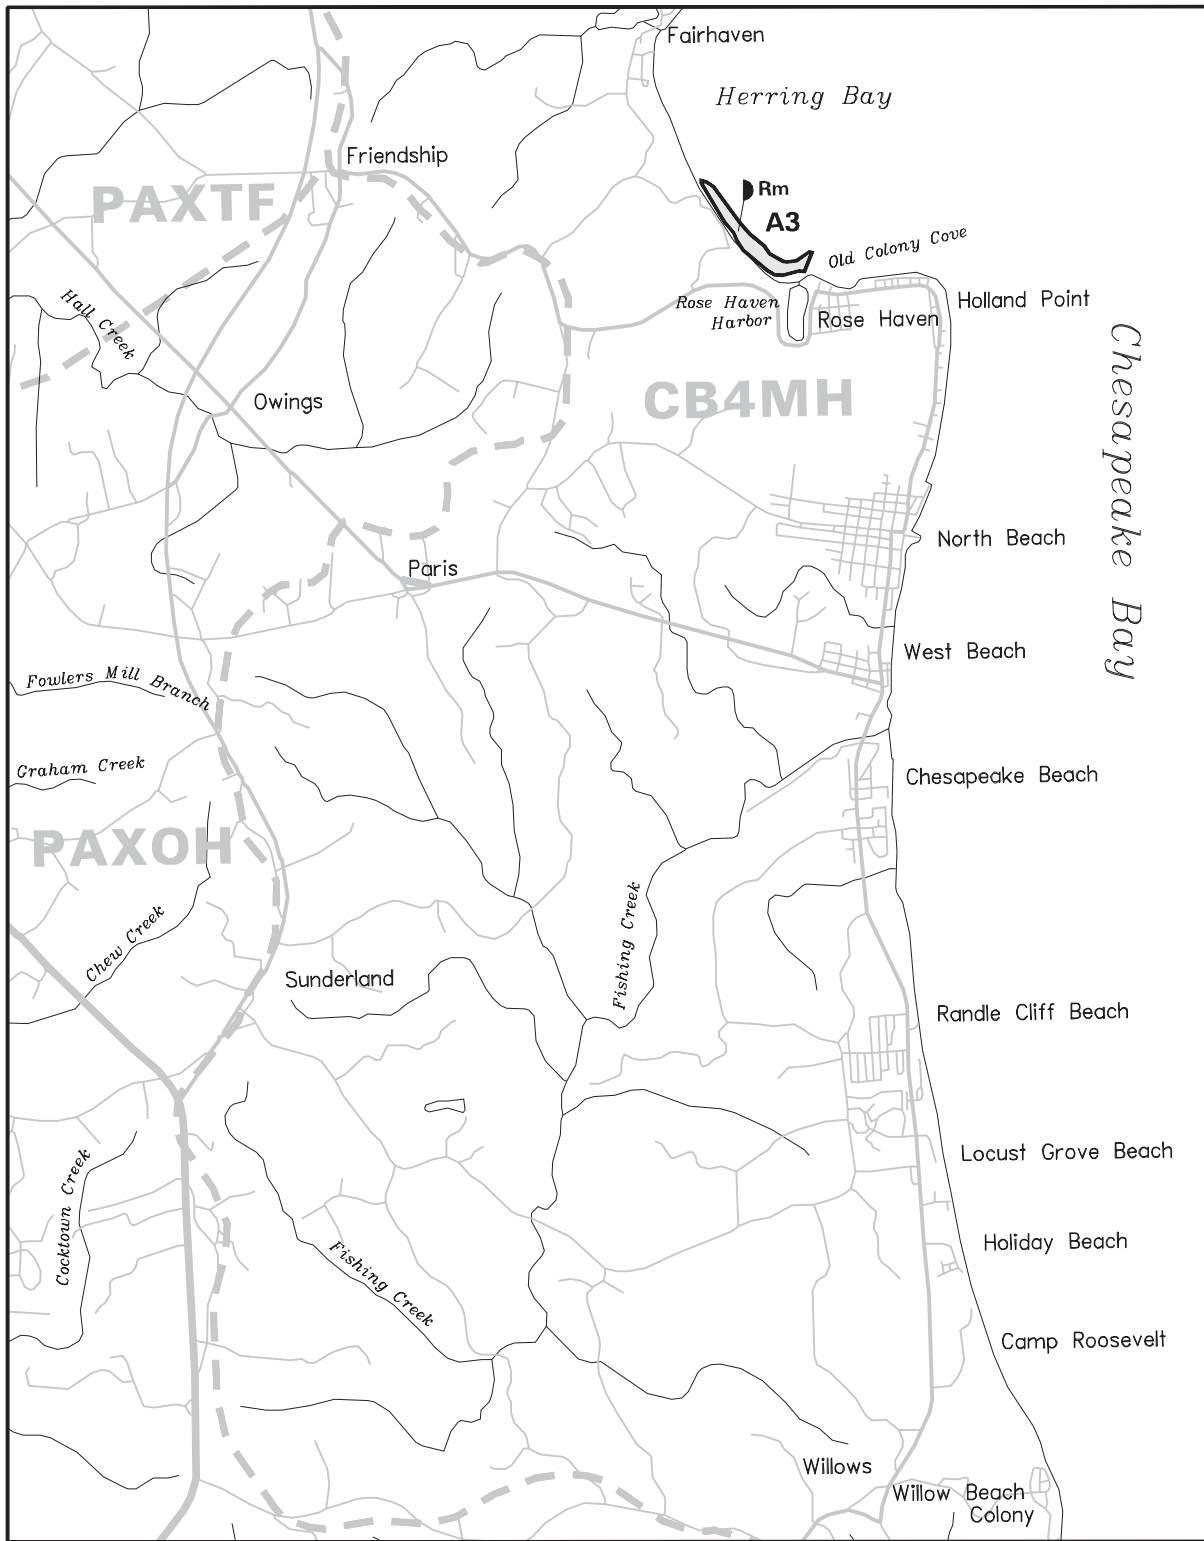 Fairhaven
Herring Bay
Friendship
PAXTF
Rm
A3
Old Colony Cove
Hall Creek
Rose Haven
Harbor
Rose Haven
Holland Point
Chesapeake Bay
Owings
CB4MH
North Beach
Paris
West Beach
Fowlers Mill Branch
Graham Creek
Chesapeake Beach
PAXOH
Chew Creek
Fishing Creek
Sunderland
Randle Cliff Beach
Cocktown Creek
Locust Grove Beach
Fishing Creek
Holiday Beach
Camp Roosevelt
Willows
Willow Beach
Colony